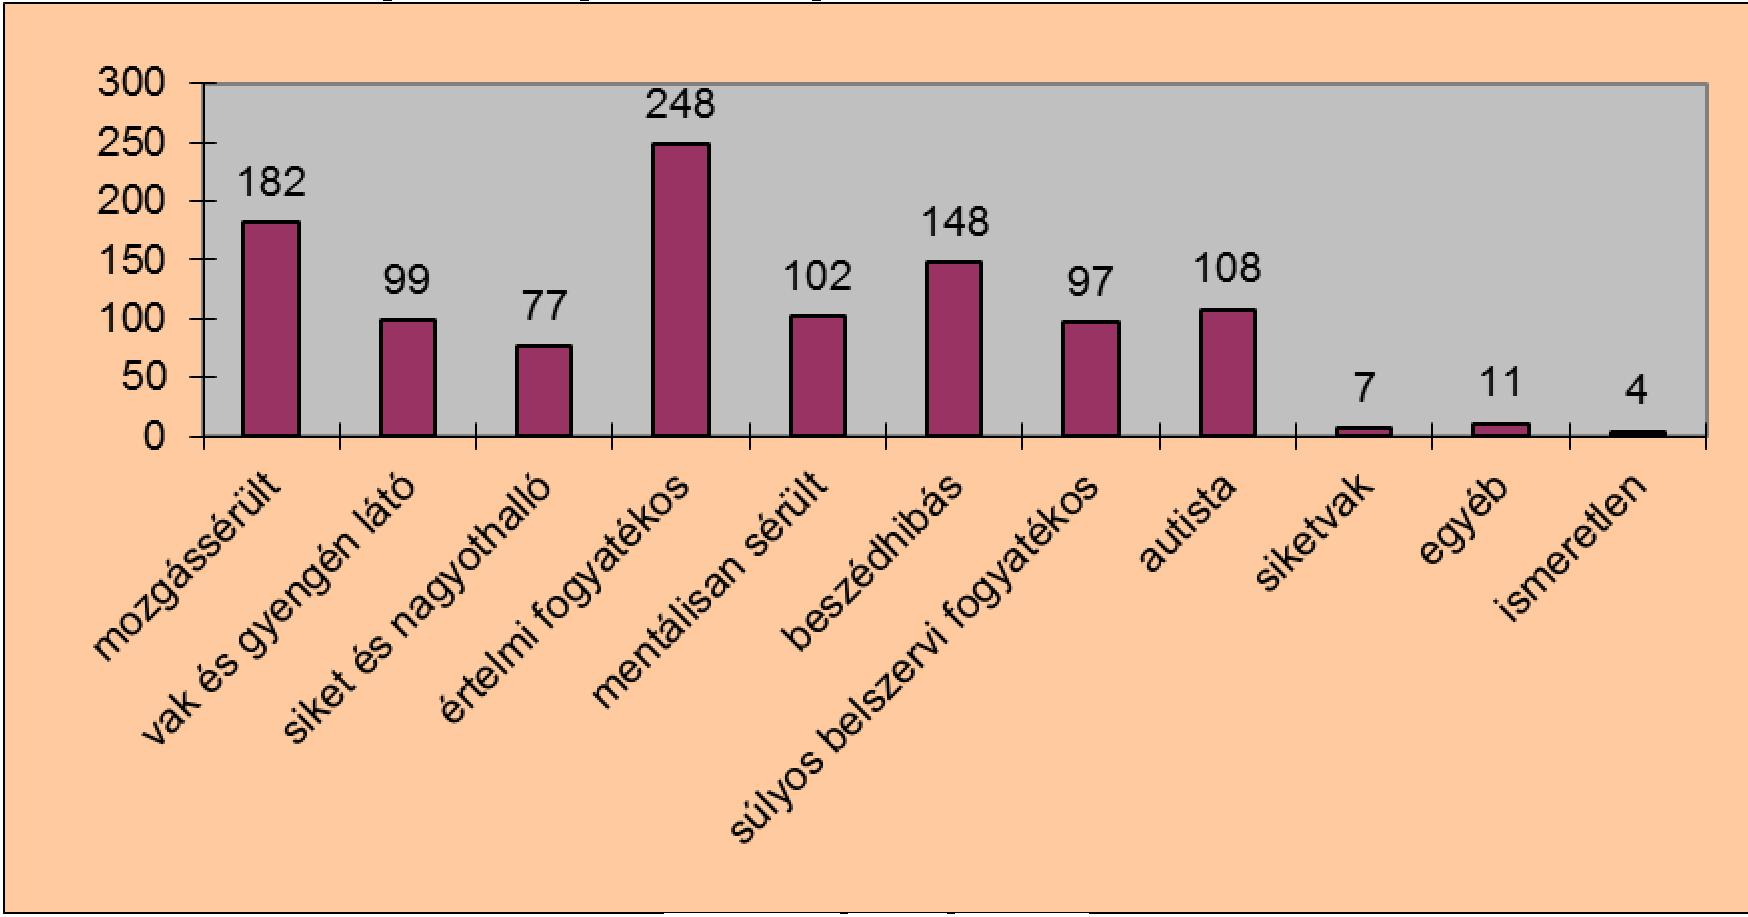 300
250
200
150
100
50
0
182
99
77
248
102
148
97
108
7
11
4
mozgássérült
vak és gyengén látó
siket és nagyothalló
értelmi fogyatékos
mentálisan sérült
beszédhibás
súlyos belszervi fogyatékos
autista
siketvak
egyéb
ismeretlen